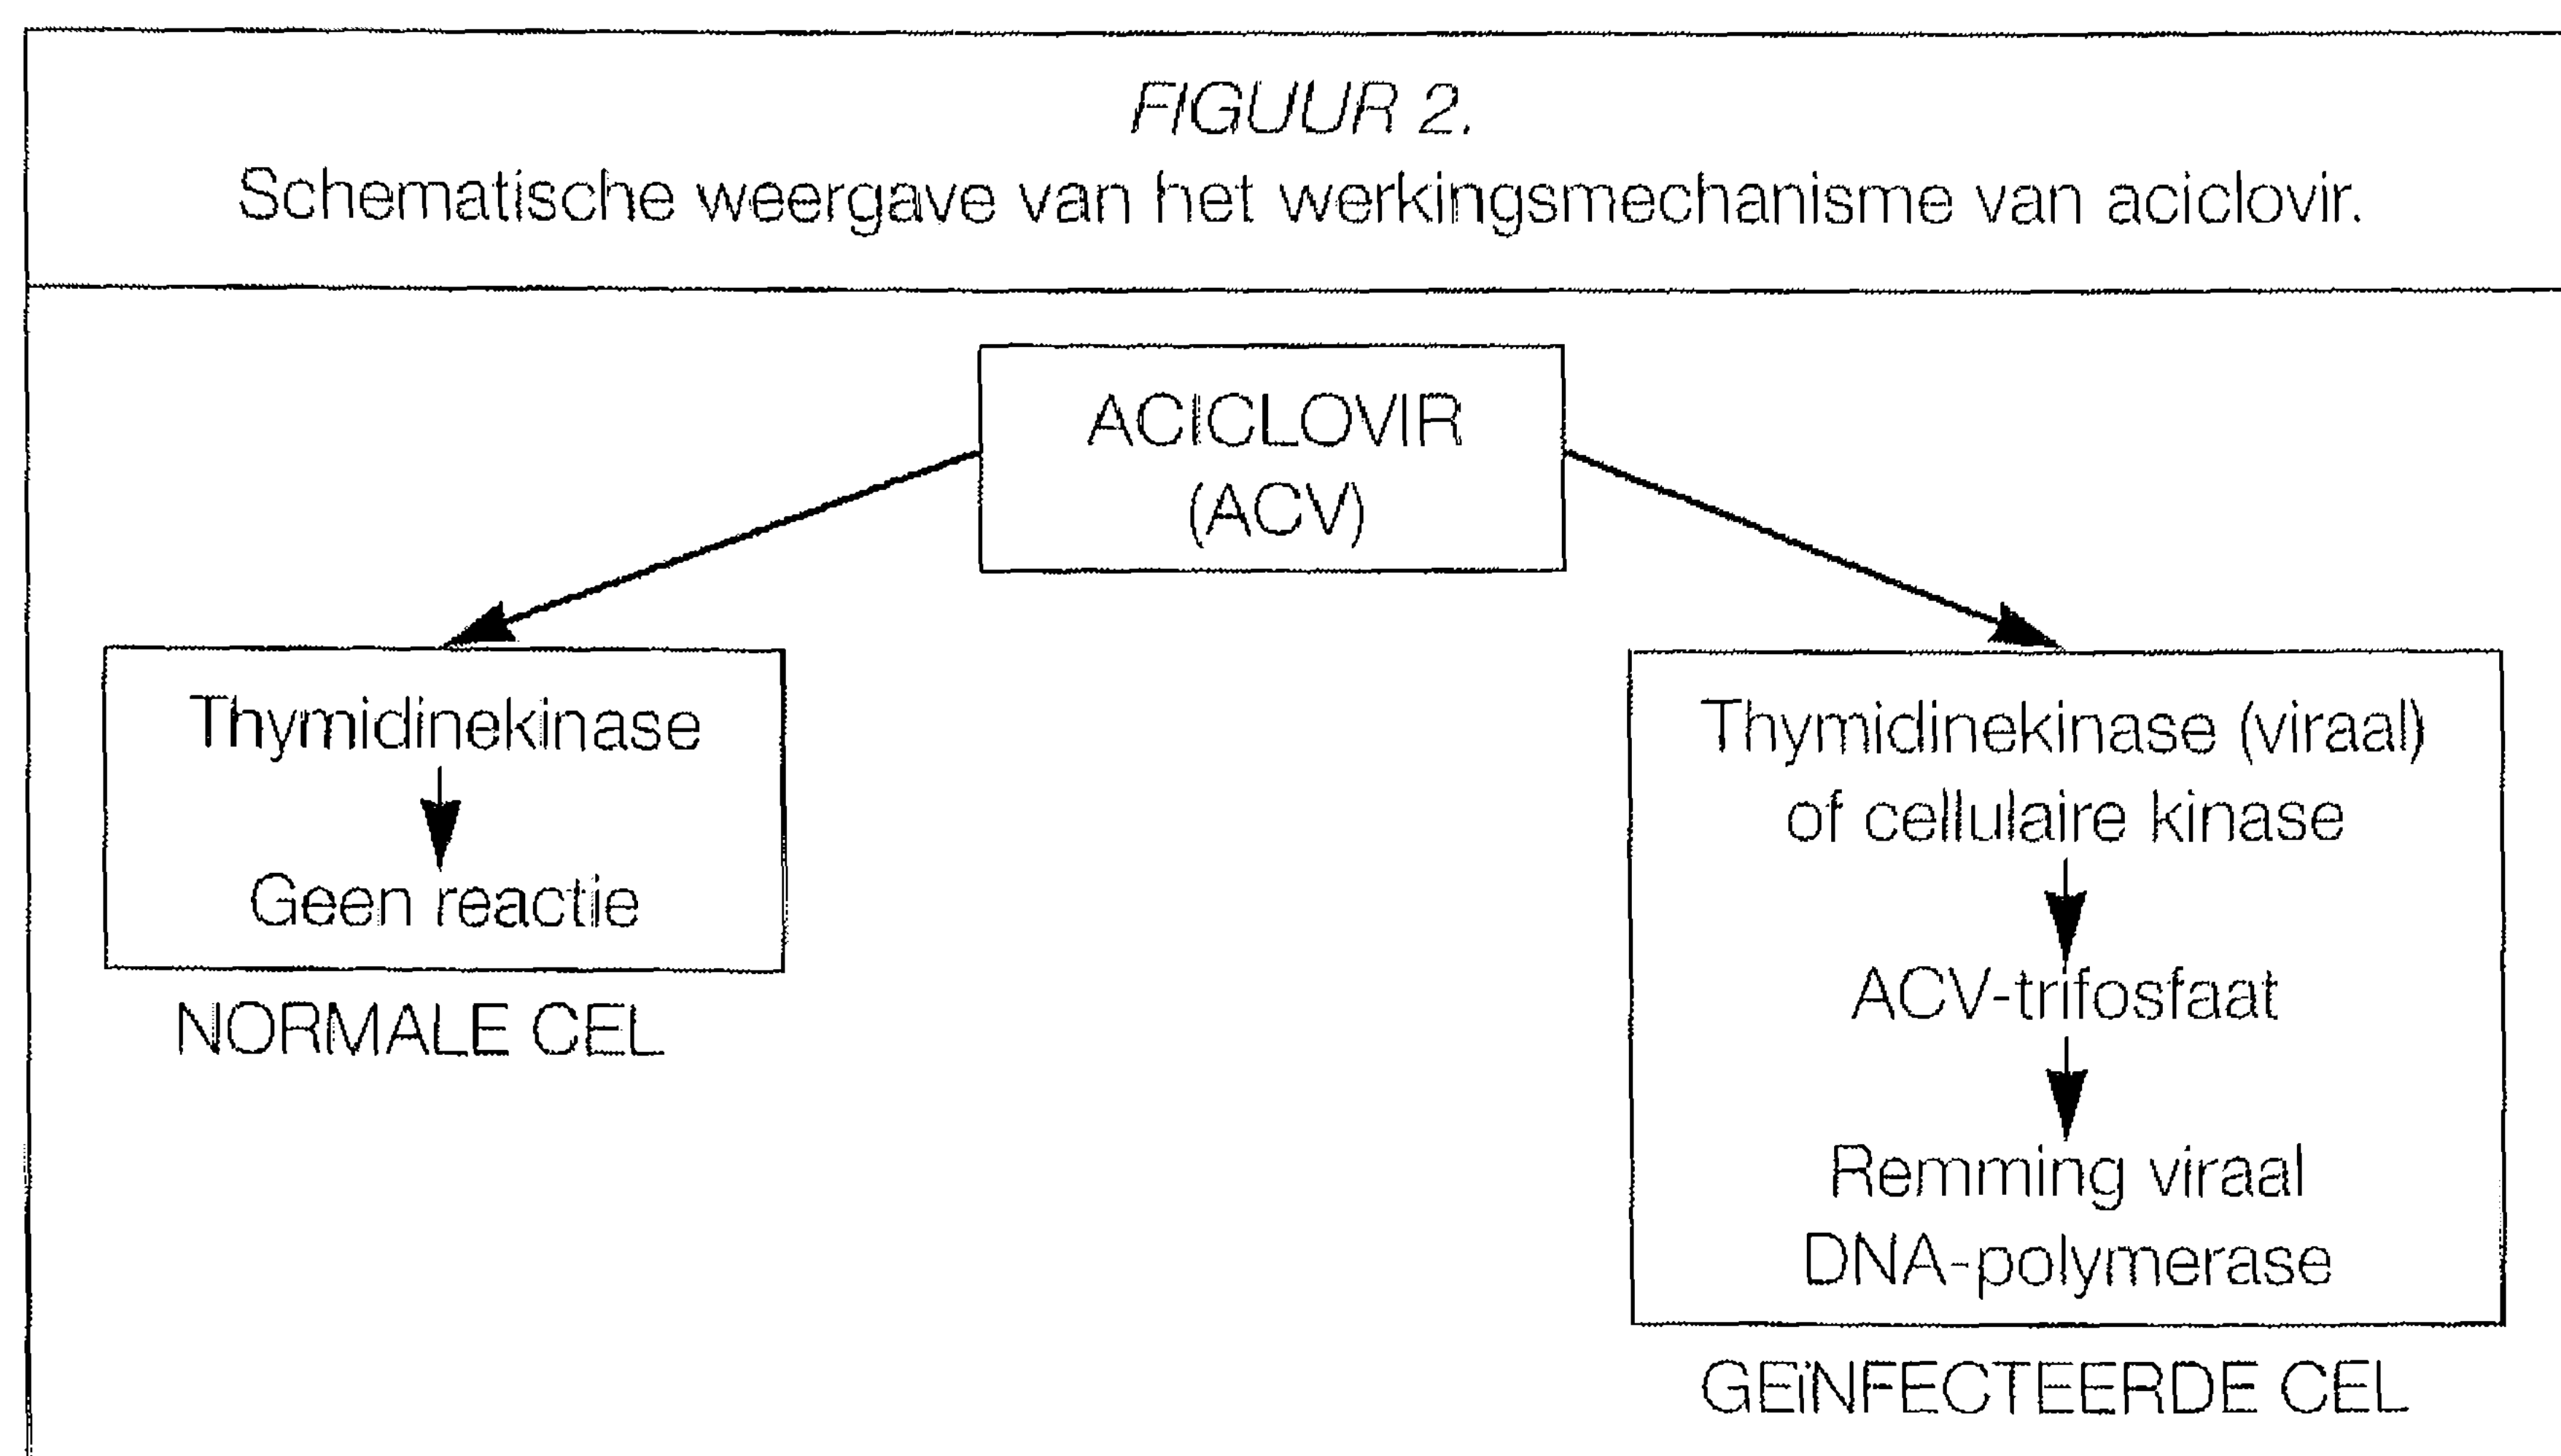 FIGUUR 2.
Schematische weergave van het werkingsmechanisme van aciclovir.
ACICLOVIR
(ACV)
Thymidinekinase
Geen reactie
NORMALE CEL
Thymidinekinase (viraal)
of cellulaire kinase
ACV-trifosfaat
Remming viraal
DNA-polymerase
GEïNFECTEERDE CEL